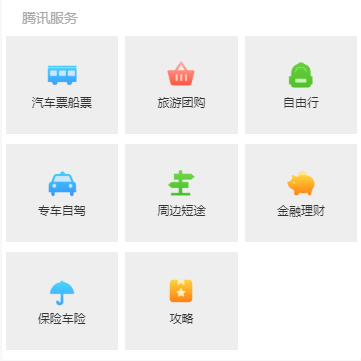 腾讯服务
汽车票船票
旅游团购
自由行
专车自驾
周边短途
金融理财
保险车险
攻略